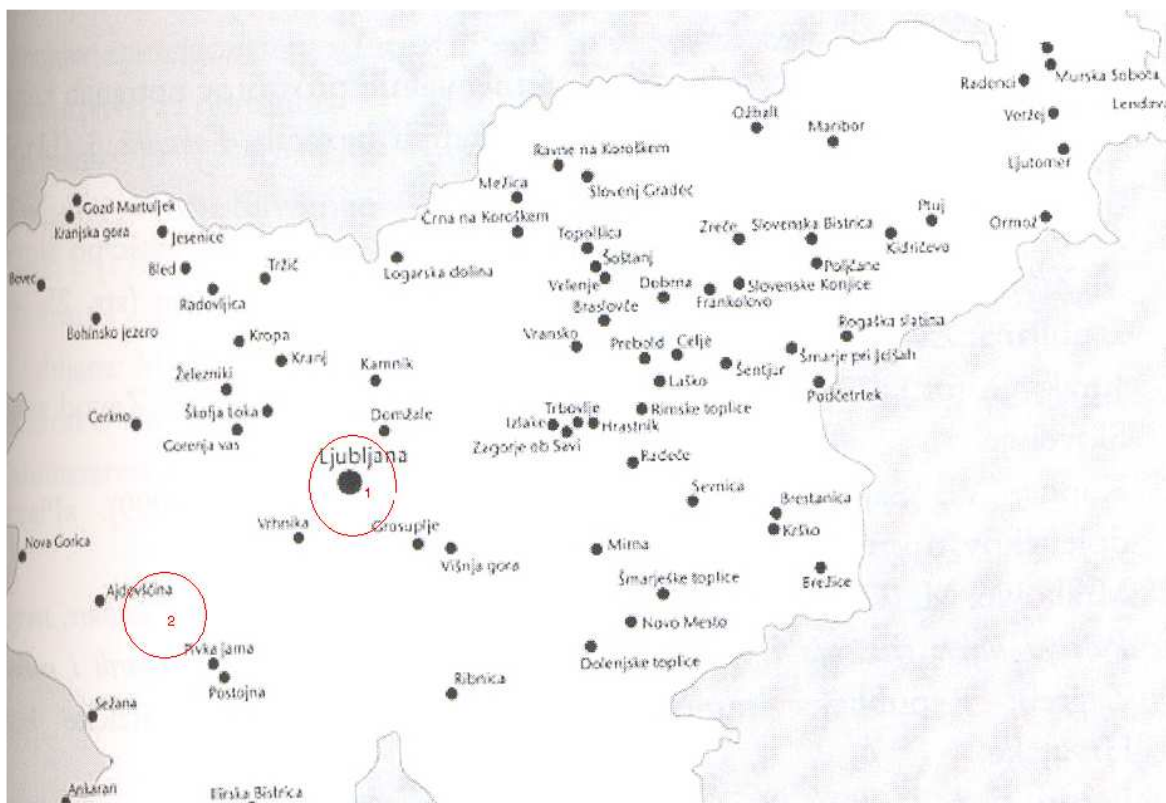 Murska Sobota
Radenci
Lendava
Ožbalt
Maribor
Veržej
Ravne na Koroškem
Ljutomer
Mežica
Slovenj Gradec
Gozd Martuljek
Črna na Koroškem
Kranjska gora
Jesenice
Topolšica
Zreče
Slovenska Bistrica
Ptuj
Ormož
Kidričevo
Bled
Tržič
Logarska dolina
Šoštanj
Poljčane
Bovec
Radovljica
Velenje
Dobrna
Slovenske Konjice
Frankolovo
Braslovče
Bohinsko jezero
Kropa
Vransko
Rogaška slatina
Prebold
Celje
Kranj
Kamnik
Šentjur
Šmarje pri Jelšah
Železniki
Laško
Podčetrtek
Cerkno
Škofja Loka
Domžale
Izlake
Trbovlje
Rimske toplice
Hrastnik
Gorenja vas
Zagorje ob Savi
Ljubljana
Radeče
1
Sevnica
Brestanica
Vrhnika
Grosuplje
Krško
Nova Gorica
Višnja gora
Mirna
Ajdovščina
Šmarješke toplice
Brežice
2
Novo Mesto
Pivka jama
Dolenjske toplice
Postojna
Ribnica
Sežana
Ankaran
Ilirska Bistrica